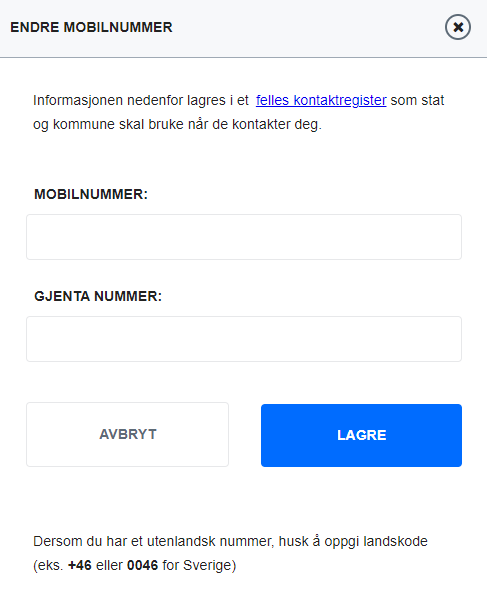 ENDRE MOBILNUMMER
Informasjonen nedenfor lagres i et felles kontaktregister som stat
og kommune skal bruke når de kontakter deg.
MOBILNUMMER:
GJENTA NUMMER:
AVBRYT
LAGRE
Dersom du har et utenlandsk nummer, husk å oppgi landskode
(eks. +46 eller 0046 for Sverige)